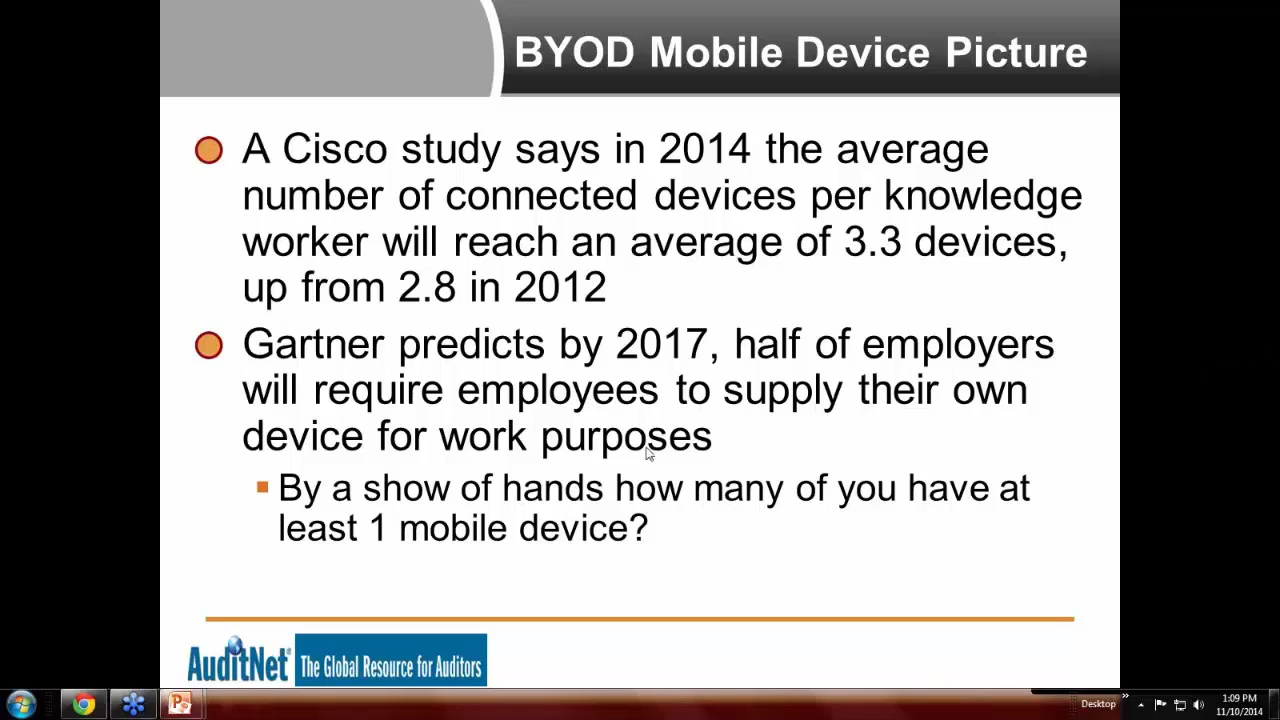 BYOD Mobile Device Picture
A Cisco study says in 2014 the average
number of connected devices per knowledge
worker will reach an average of 3.3 devices,
up from 2.8 in 2012
Gartner predicts by 2017, half of employers
will require employees to supply their own
device for work purposes
By a show of hands how many of you have at
least 1 mobile device?
AuditNet® The Global Resource for Auditors
Desktop
1:09 PM
11/10/2014